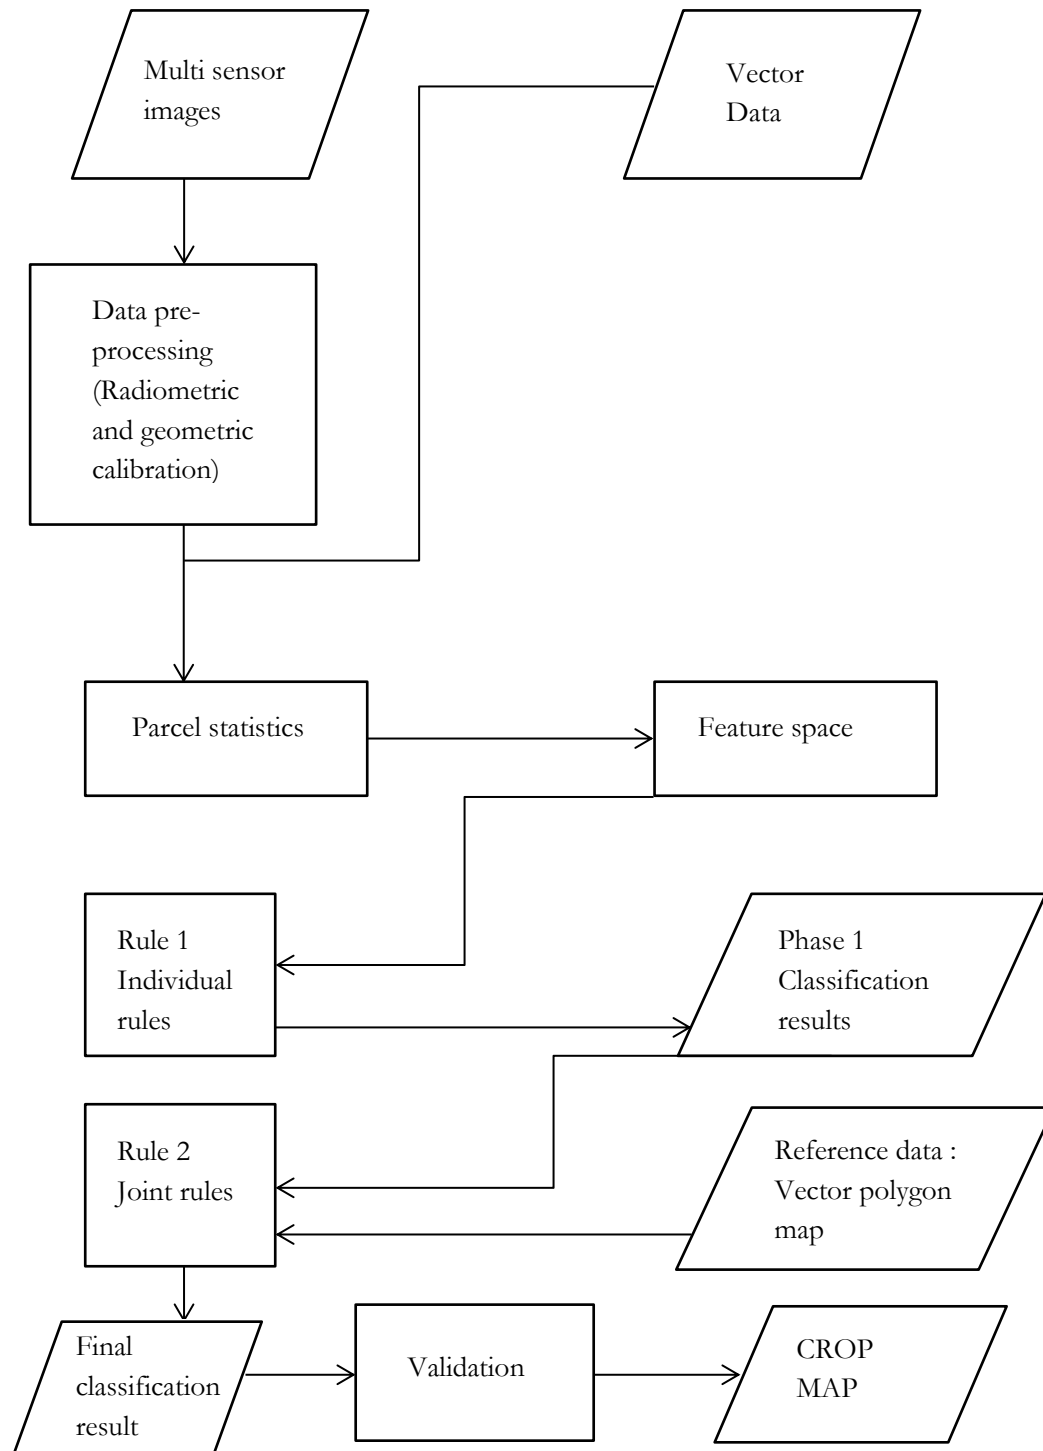 Multi sensor
images
Vector
Data
Data pre-
processing
(Radiometric
and geometric
calibration)
Parcel statistics
Feature space
Rule 1
Individual
rules
Phase 1
Classification
results
Rule 2
Joint rules
Reference data :
Vector polygon
map
Final
classification
result
Validation
CROP
MAP